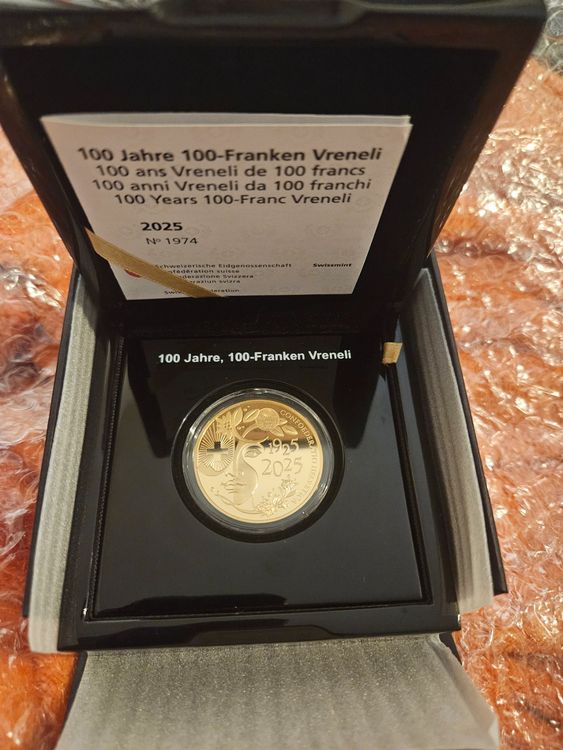 100 Jahre 100-Franken Vreneli
100 ans Vreneli de 100 francs
100 anni Vreneli da 100 franchi
100 Years 100-Franc Vreneli
2025
Nº 1974
Schweizerische Eidgenossenschaft Swissmint
Confédération suisse
Svizzera
svizra
100 Jahre, 100-Franken Vreneli
1925
2025